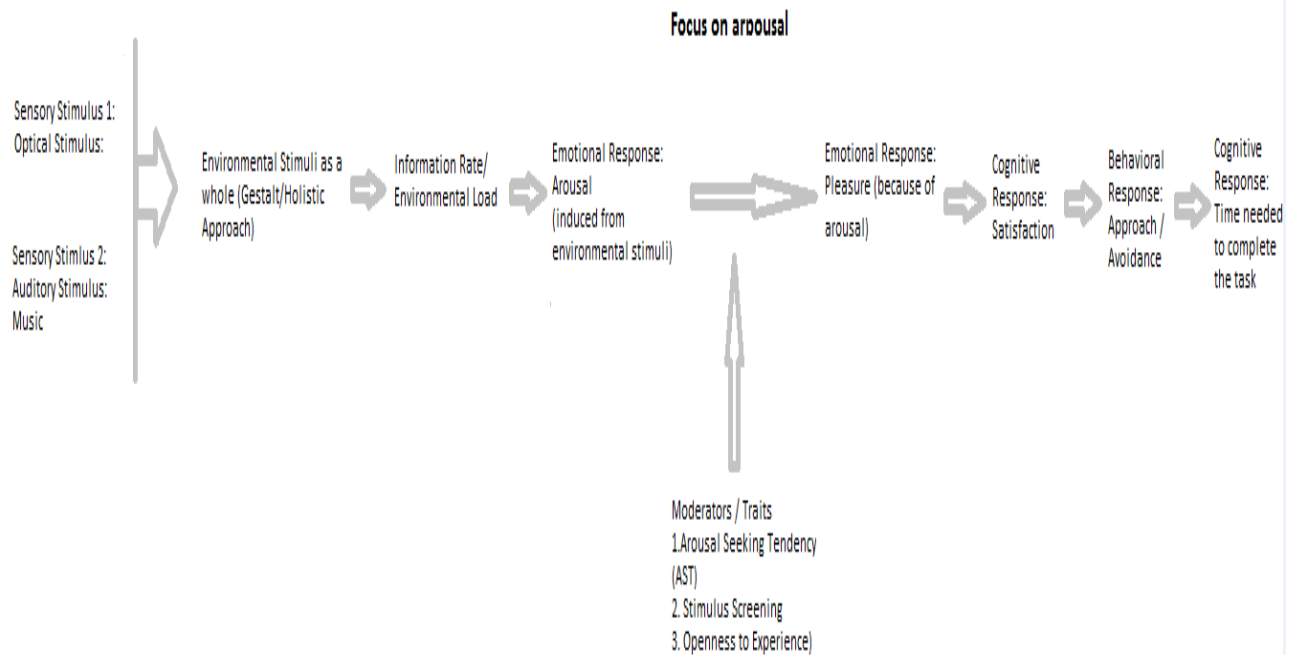 Focus on arpousal
Sensory Stimulus 1:
Optical Stimulus:
Sensory Stimlus 2:
Auditory Stimulus:
Music
Environmental Stimuli as a
whole (Gestalt/Holistic
Approach)
Information Rate/
Environmental Load
Emotional Response:
Arousal
(induced from
environmental stimuli)
Emotional Response:
Pleasure (because of
arousal)
Cognitive
Response:
Satisfaction
Behavioral
Response:
Approach /
Avoidance
Cognitive
Response:
Time needed
to complete
the task
Moderators / Traits
1.Arousal Seeking Tendency
(AST)
2. Stimulus Screening
3. Openness to Experience)